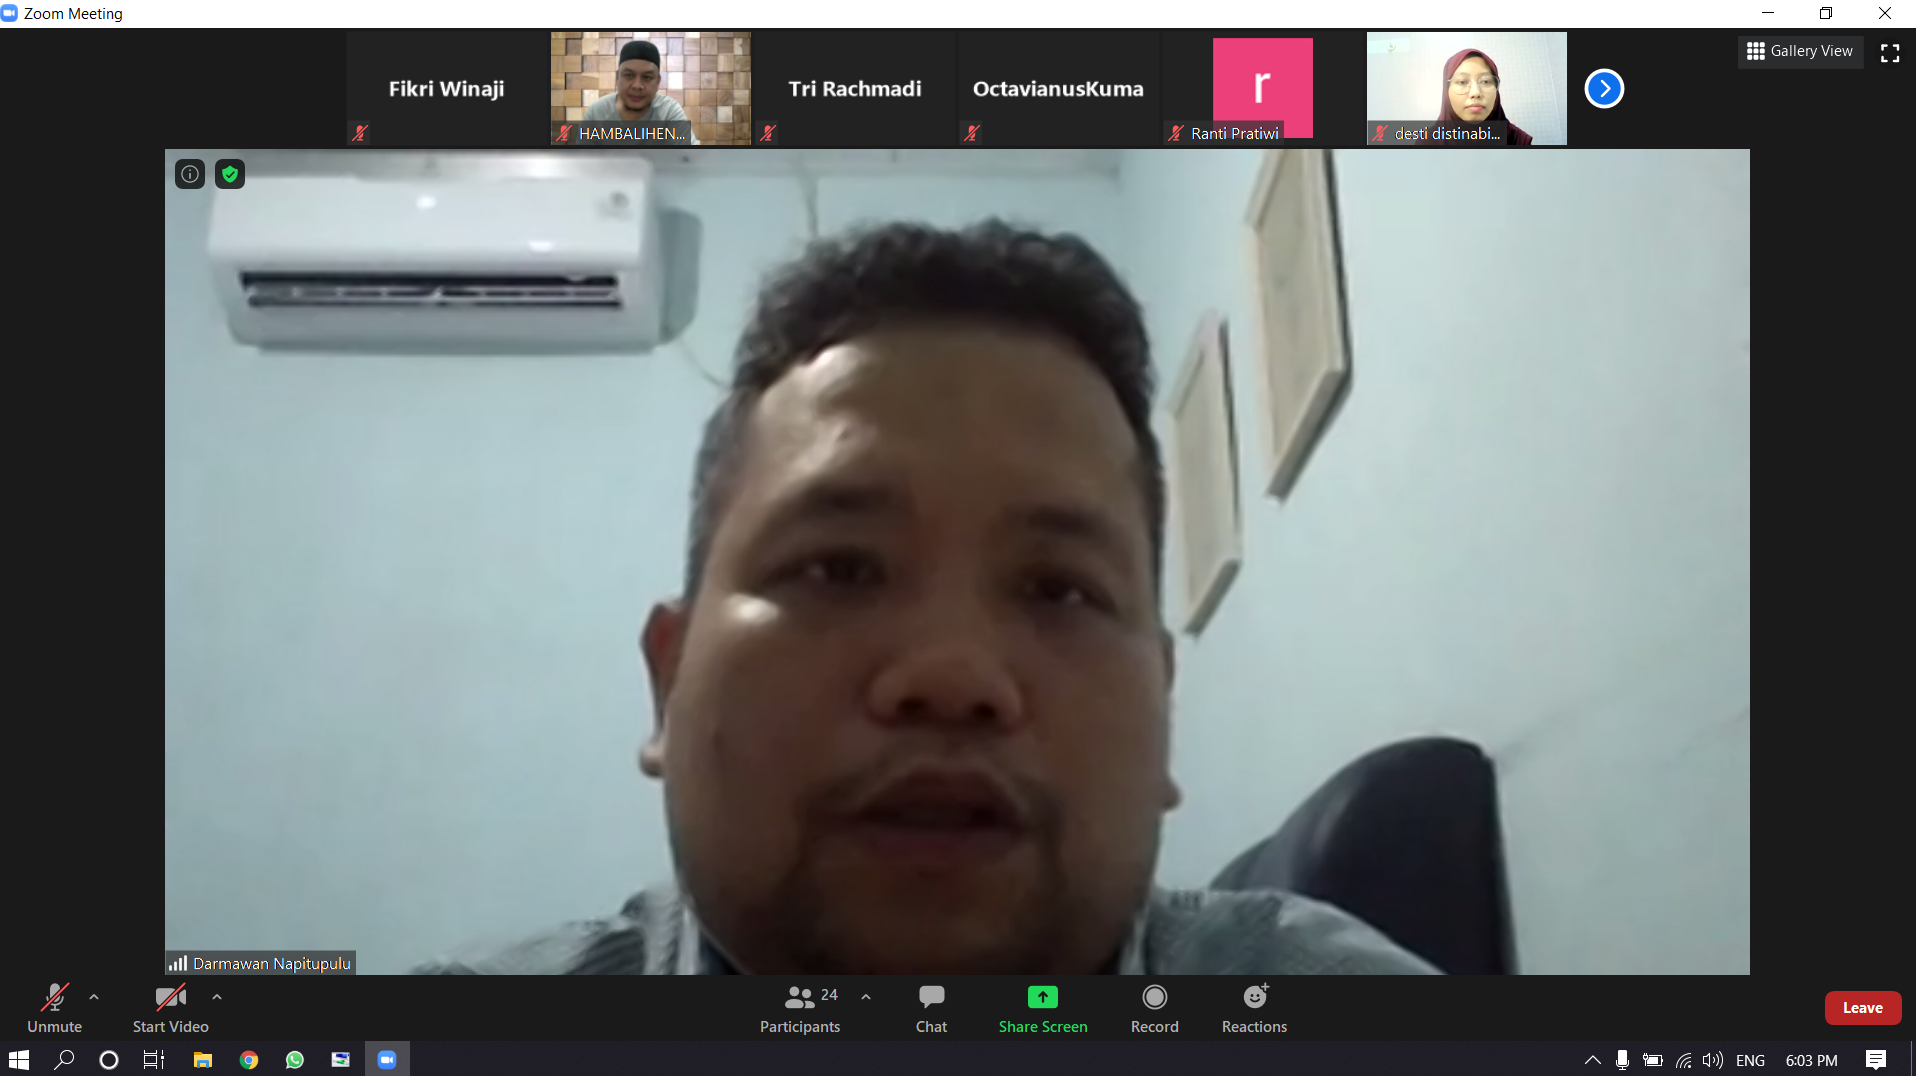 Zoom Meeting
Gallery View
Fikri Winaji
HAMBALIHEN...
Tri Rachmadi
OctavianusKuma
r
Ranti Pratiwi
desti distinabi...
Darmawan Napitupulu
Unmute
Start Video
24
Participants
Chat
Share Screen
Record
Reactions
Leave
ENG
6:03 PM